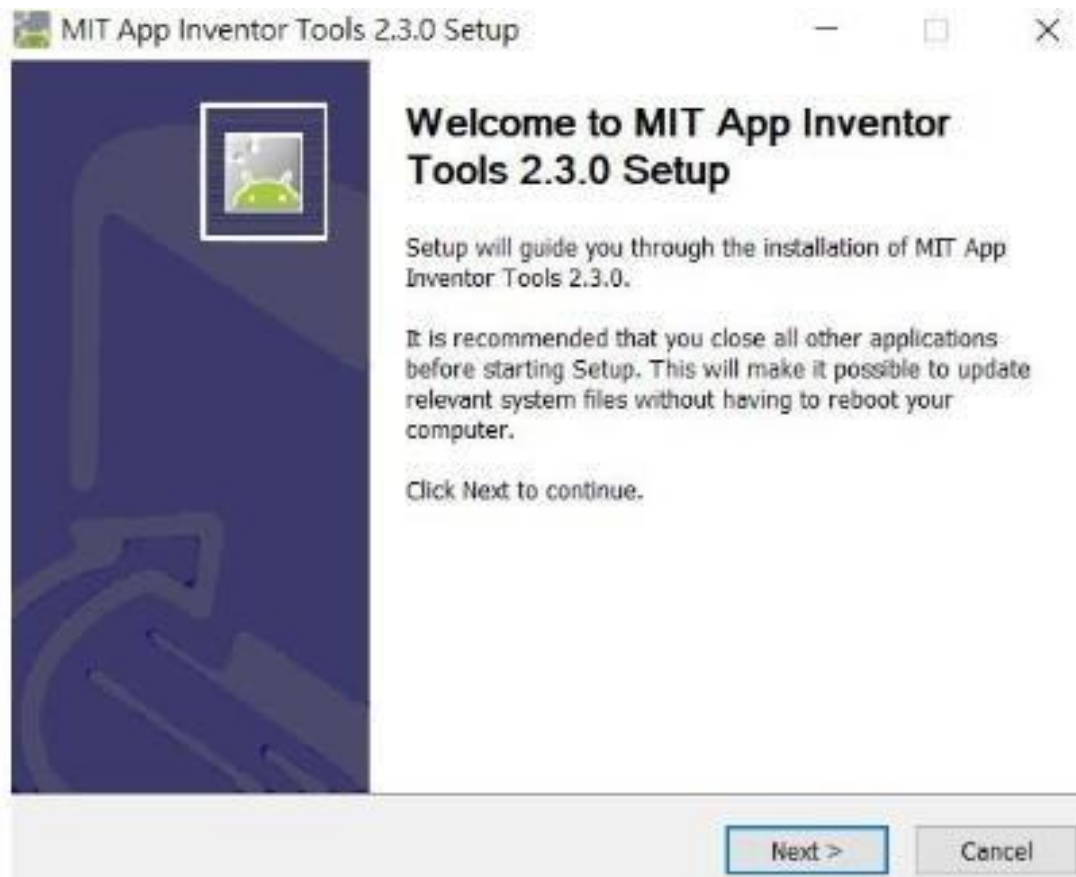 MIT App Inventor Tools 2.3.0 Setup
Welcome to MIT App Inventor
Tools 2.3.0 Setup
Setup will guide you through the installation of MIT App
Inventor Tools 2.3.0.
It is recommended that you close all other applications
before starting Setup. This will make it possible to update
relevant system files without having to reboot your
computer.
Click Next to continue.
Next >
Cancel